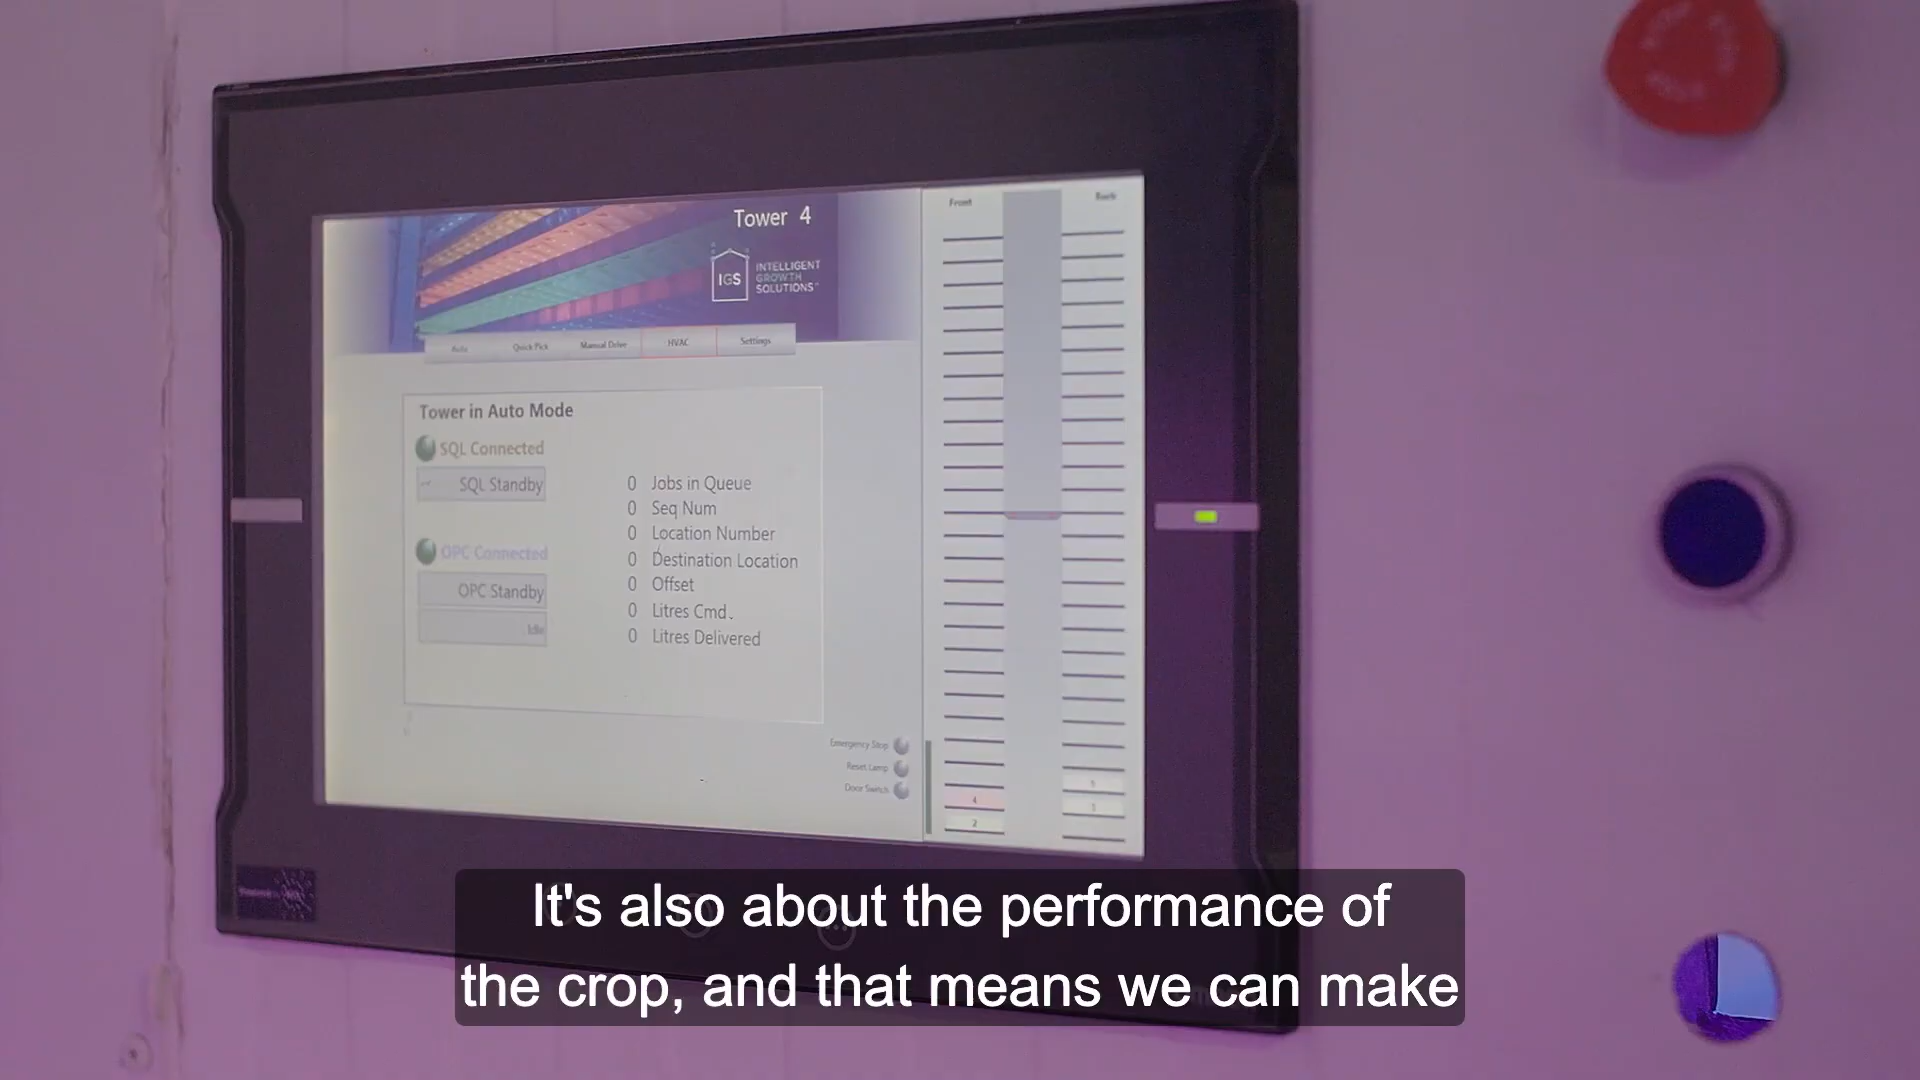 Tower 4
IGS
INTELLIGENT
GROWTH
SOLUTIONS
Auto
Quick Pick
Manual Drive
HVAC
Settings
Tower in Auto Mode
SQL Connected
SQL Standby
OPC Connected
OPC Standby
Idle
0 Jobs in Queue
0 Seq Num
0 Location Number
0 Destination Location
0 Offset
0 Litres Cmd.
0 Litres Delivered
Emergency Stop
Reset Lamp
Door Switch
Front
Back
4
2
It's also about the performance of
the crop, and that means we can make